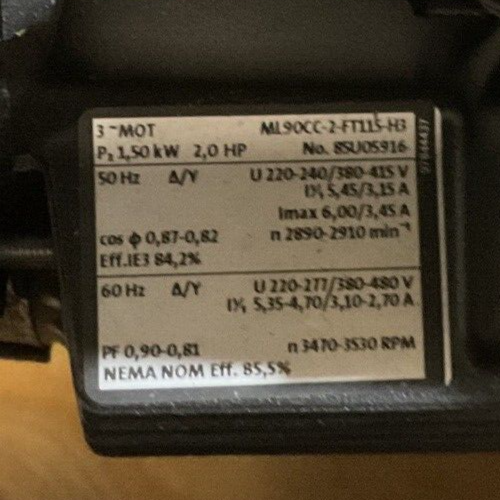 3 ~MOT ML90CC-2-FT115-H3
P₂ 1,50 kW 2,0 HP No. 85U05916
50 Hz Δ/Y U 220-240/380-415 V
I¹⁄₁ 5,45/3,15 A
Imax 6,00/3,45 A
cos φ 0,87-0,82 n 2890-2910 min⁻¹
Eff.IE3 84,2%
60 Hz Δ/Y U 220-277/380-480 V
I¹⁄₁ 5,35-4,70/3,10-2,70 A
PF 0,90-0,81 n 3470-3530 RPM
NEMA NOM Eff. 85,5%